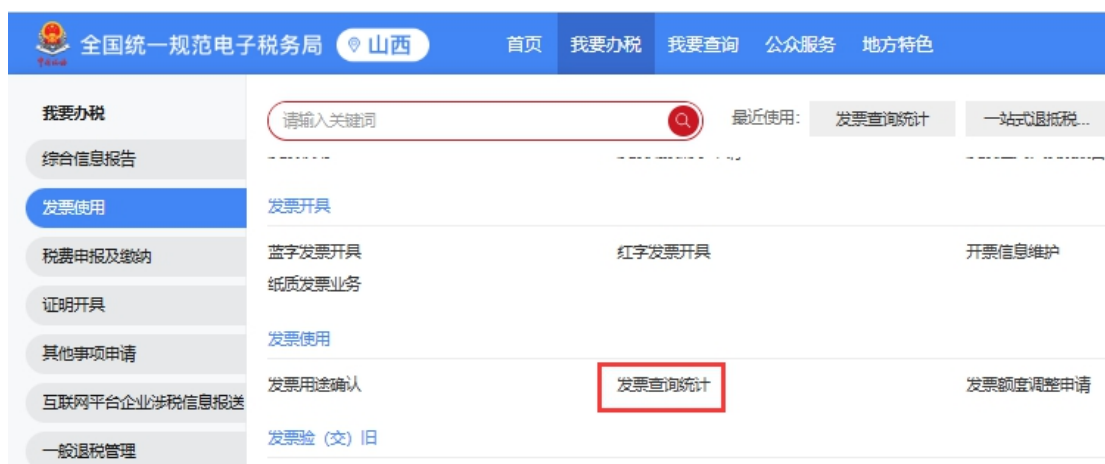 全国统一规范电子税务局 山西 首页 我要办税 我要查询 公众服务 地方特色
我要办税
综合信息报告
发票使用
税费申报及缴纳
证明开具
其他事项申请
互联网平台企业涉税信息报送
一般退税管理
请输入关键词 最近使用: 发票查询统计 一站式退抵税...
发票开具
蓝字发票开具 红字发票开具 开票信息维护
纸质发票业务
发票使用
发票用途确认 发票查询统计 发票额度调整申请
发票验（交）旧